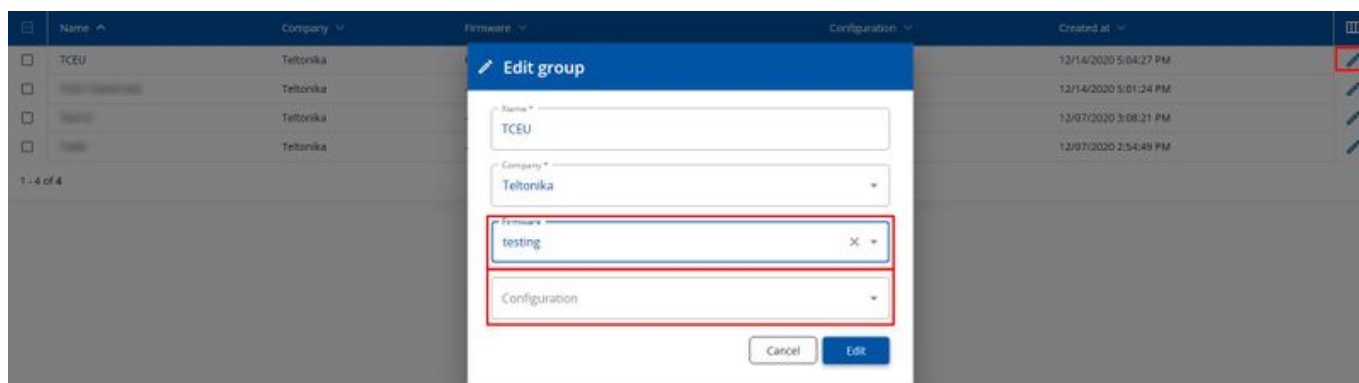 Name Company Firmware Configuration Created at
TCEU Teltonika 12/14/2020 5:04:27 PM
Teltonika 12/14/2020 5:01:24 PM
Teltonika 12/07/2020 3:08:21 PM
Teltonika 12/07/2020 2:54:49 PM
1 - 4 of 4
Edit group
Name *
TCEU
Company *
Teltonika
Firmware
testing
Configuration
Cancel Edit